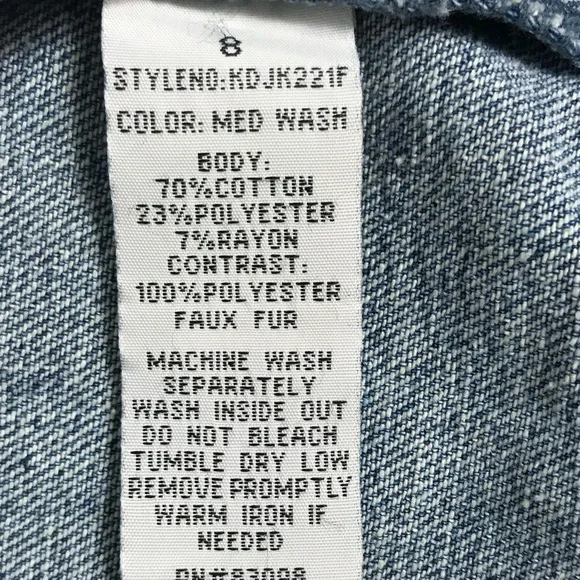 8
STYLENO:KDJK221F
COLOR: MED WASH
BODY:
70%COTTON
23%POLYESTER
7%RAYON
CONTRAST:
100%POLYESTER
FAUX FUR
MACHINE WASH
SEPARATELY
WASH INSIDE OUT
DO NOT BLEACH
TUMBLE DRY LOW
REMOVE PROMPTLY
WARM IRON IF
NEEDED